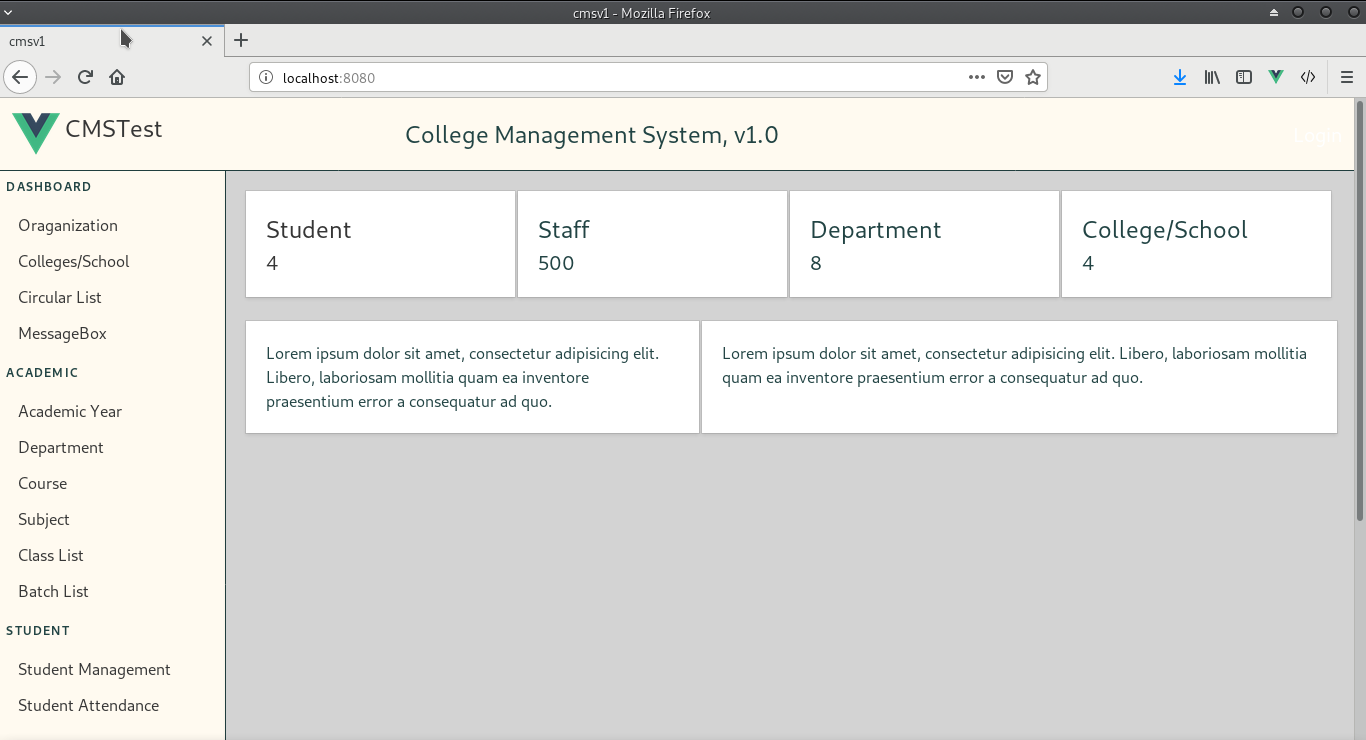 cmsv1 - Mozilla Firefox
cmsv1
localhost:8080
CMSTest
College Management System, v1.0
Login
DASHBOARD
Oraganization
Colleges/School
Circular List
MessageBox
ACADEMIC
Academic Year
Department
Course
Subject
Class List
Batch List
STUDENT
Student Management
Student Attendance
Student
4
Staff
500
Department
8
College/School
4
Lorem ipsum dolor sit amet, consectetur adipisicing elit.
Libero, laboriosam mollitia quam ea inventore
praesentium error a consequatur ad quo.
Lorem ipsum dolor sit amet, consectetur adipisicing elit. Libero, laboriosam mollitia
quam ea inventore praesentium error a consequatur ad quo.